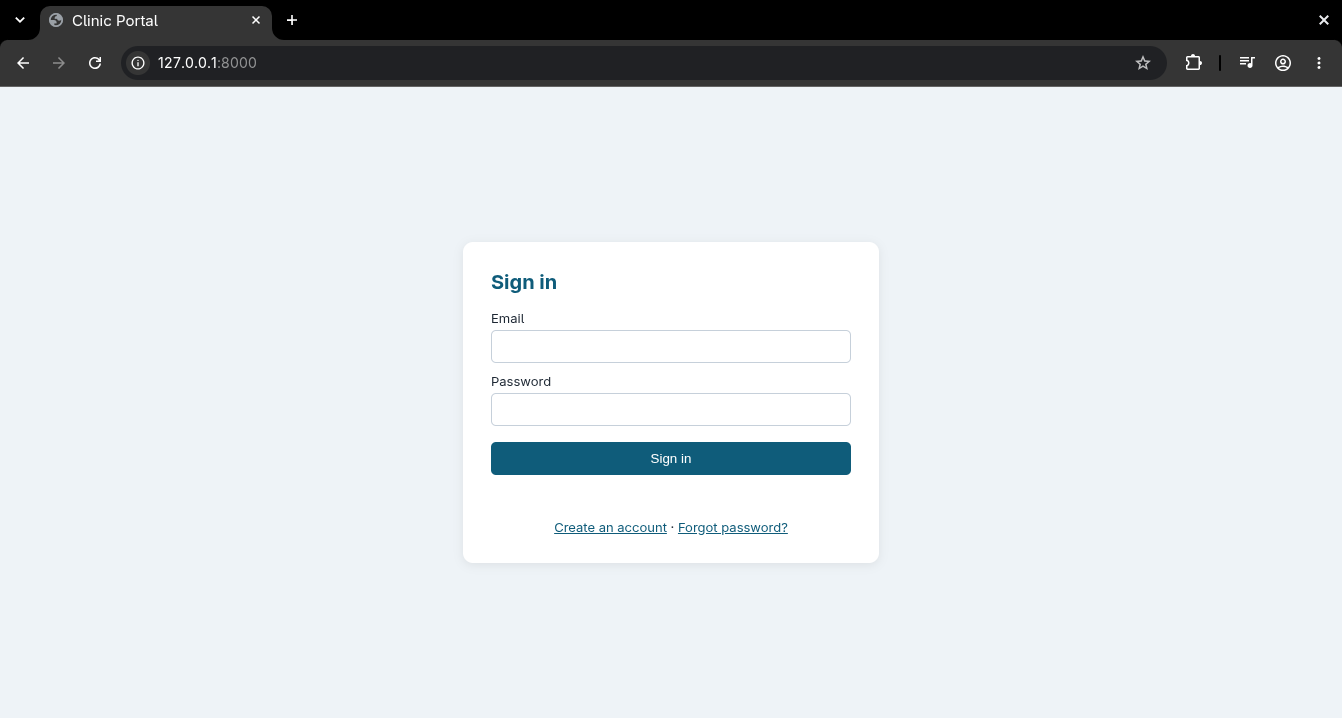 Clinic Portal
127.0.0.1:8000
Sign in
Email
Password
Sign in
Create an account · Forgot password?